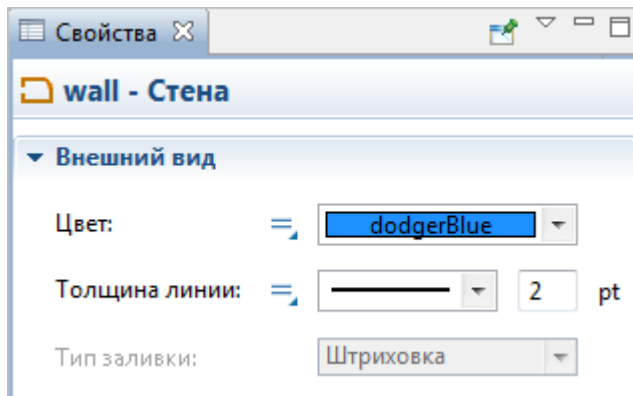 Свойства
wall - Стена
Внешний вид
Цвет: dodgerBlue
Толщина линии: 2 pt
Тип заливки: Штриховка